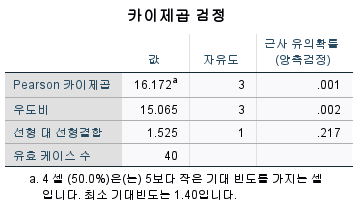 카이제곱 검정
값 자유도 근사 유의확률 (양측검정)
Pearson 카이제곱 16.172a 3 .001
우도비 15.065 3 .002
선형 대 선형결합 1.525 1 .217
유효 케이스 수 40
a. 4 셀 (50.0%)은(는) 5보다 작은 기대 빈도를 가지는 셀
입니다. 최소 기대빈도는 1.40입니다.